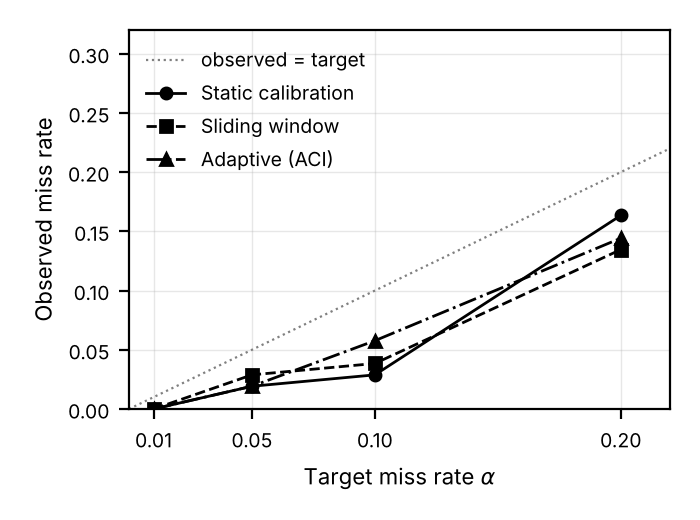 observed = target
Static calibration
Sliding window
Adaptive (ACI)
Observed miss rate
0.30
0.25
0.20
0.15
0.10
0.05
0.00
0.01 0.05 0.10 0.20
Target miss rate α